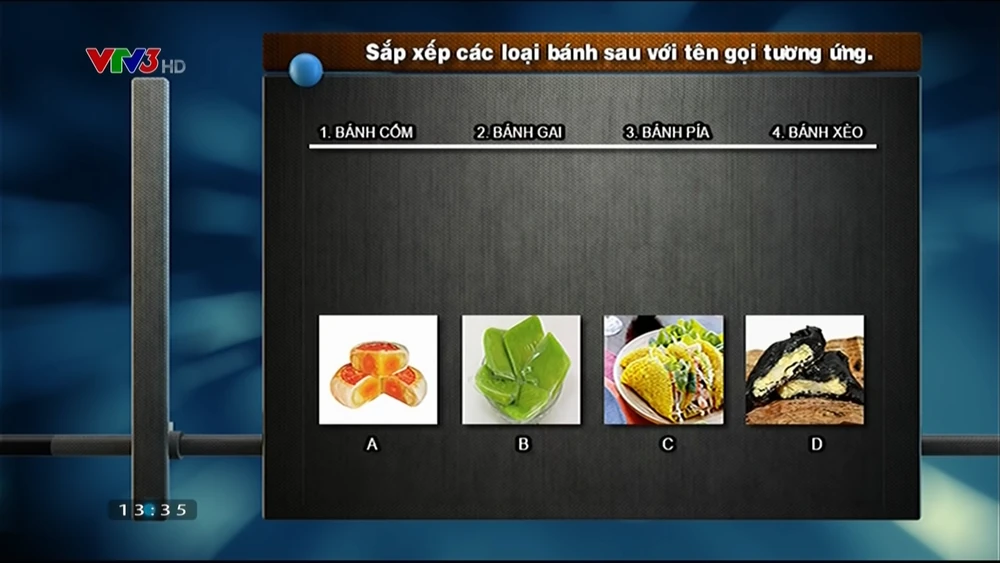 VTV3 HD
Sắp xếp các loại bánh sau với tên gọi tương ứng.
1. BÁNH CỐM
2. BÁNH GAI
3. BÁNH PÍA
4. BÁNH XÈO
A
B
C
D
13:35